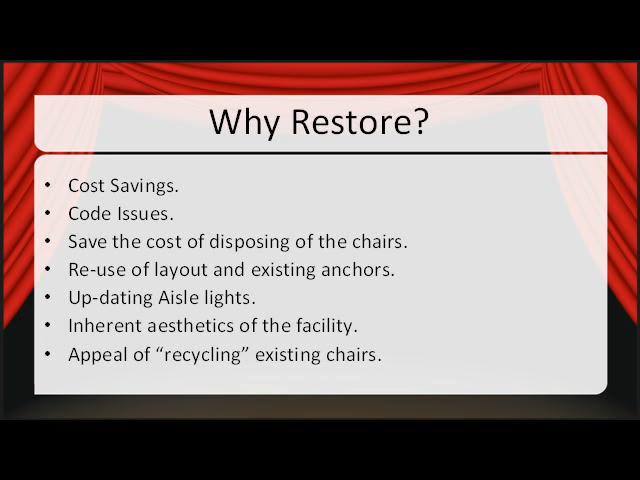 Why Restore?
• Cost Savings.
• Code Issues.
• Save the cost of disposing of the chairs.
• Re-use of layout and existing anchors.
• Up-dating Aisle lights.
• Inherent aesthetics of the facility.
• Appeal of “recycling” existing chairs.